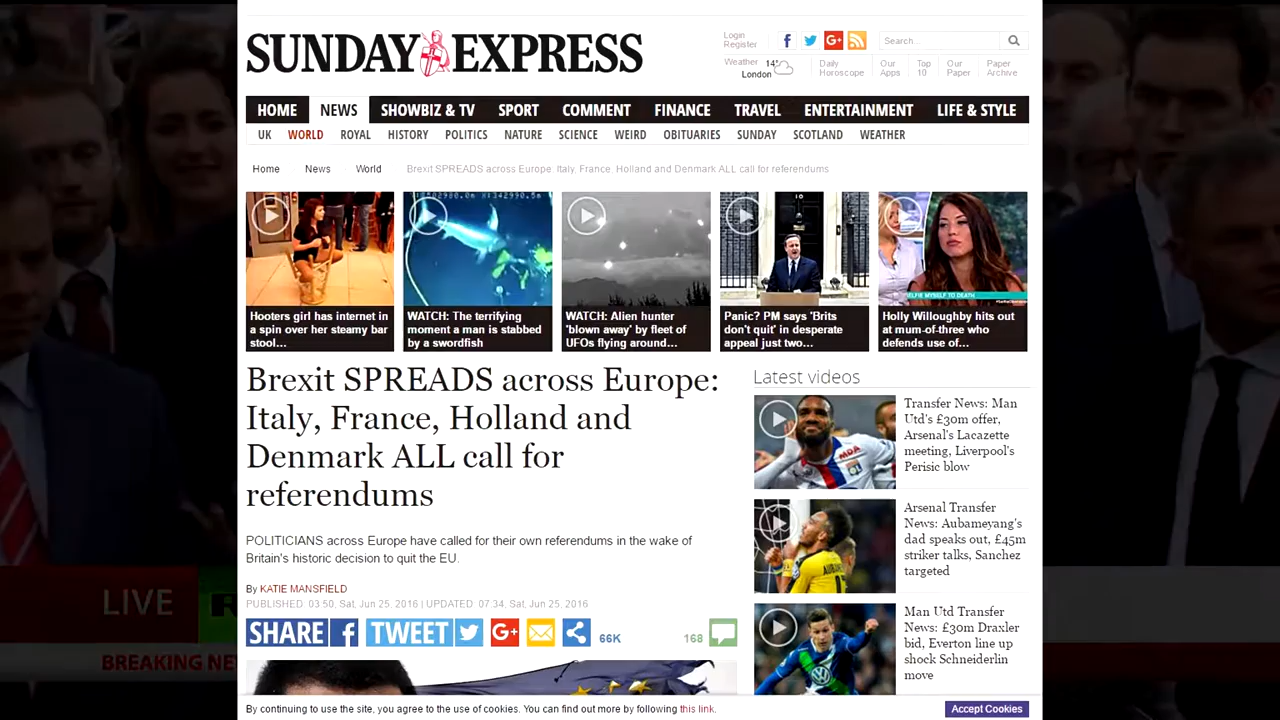 SUNDAY EXPRESS
Login
Register
Search...
Weather 14°
London
Daily
Horoscope
Our
Apps
Top
10
Our
Paper
Paper
Archive
HOME NEWS SHOWBIZ & TV SPORT COMMENT FINANCE TRAVEL ENTERTAINMENT LIFE & STYLE
UK WORLD ROYAL HISTORY POLITICS NATURE SCIENCE WEIRD OBITUARIES SUNDAY SCOTLAND WEATHER
Home News World Brexit SPREADS across Europe: Italy, France, Holland and Denmark ALL call for referendums
Hooters girl has internet in
a spin over her steamy bar
stool...
WATCH: The terrifying
moment a man is stabbed
by a swordfish
WATCH: Alien hunter
'blown away' by fleet of
UFOs flying around...
10
Panic? PM says 'Brits
don't quit' in desperate
appeal just two...
ELFIE MYSELF TO DEATH
Holly Willoughby hits out
at mum-of-three who
defends use of...
Brexit SPREADS across Europe:
Italy, France, Holland and
Denmark ALL call for
referendums
POLITICIANS across Europe have called for their own referendums in the wake of
Britain's historic decision to quit the EU.
By KATIE MANSFIELD
PUBLISHED: 03:50, Sat, Jun 25, 2016 | UPDATED: 07:34, Sat, Jun 25, 2016
SHARE f TWEET G+ 66K 168
Latest videos
MDA
Transfer News: Man
Utd's £30m offer,
Arsenal's Lacazette
meeting, Liverpool's
Perisic blow
Arsenal Transfer
News: Aubameyang's
dad speaks out, £45m
striker talks, Sanchez
targeted
Man Utd Transfer
News: £30m Draxler
bid, Everton line up
shock Schneiderlin
move
By continuing to use the site, you agree to the use of cookies. You can find out more by following this link.
Accept Cookies
LIVE R
BREAKING NE